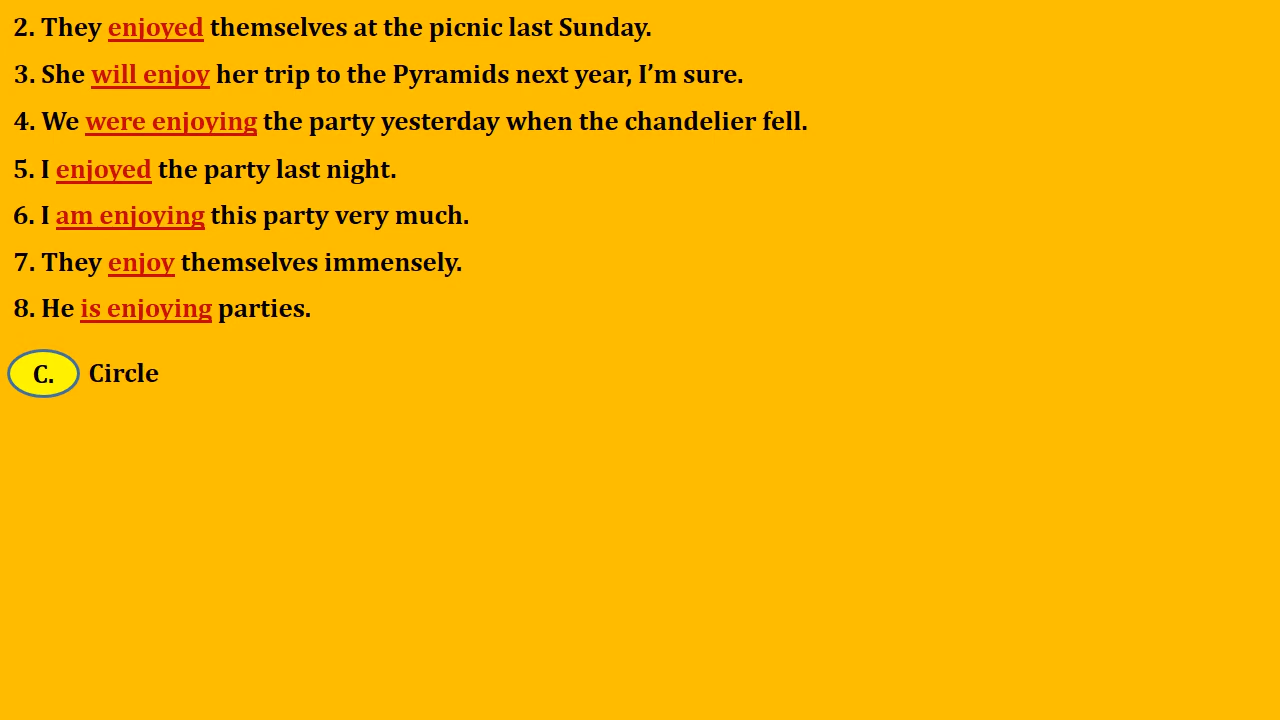 2. They enjoyed themselves at the picnic last Sunday.
3. She will enjoy her trip to the Pyramids next year, I’m sure.
4. We were enjoying the party yesterday when the chandelier fell.
5. I enjoyed the party last night.
6. I am enjoying this party very much.
7. They enjoy themselves immensely.
8. He is enjoying parties.
C. Circle